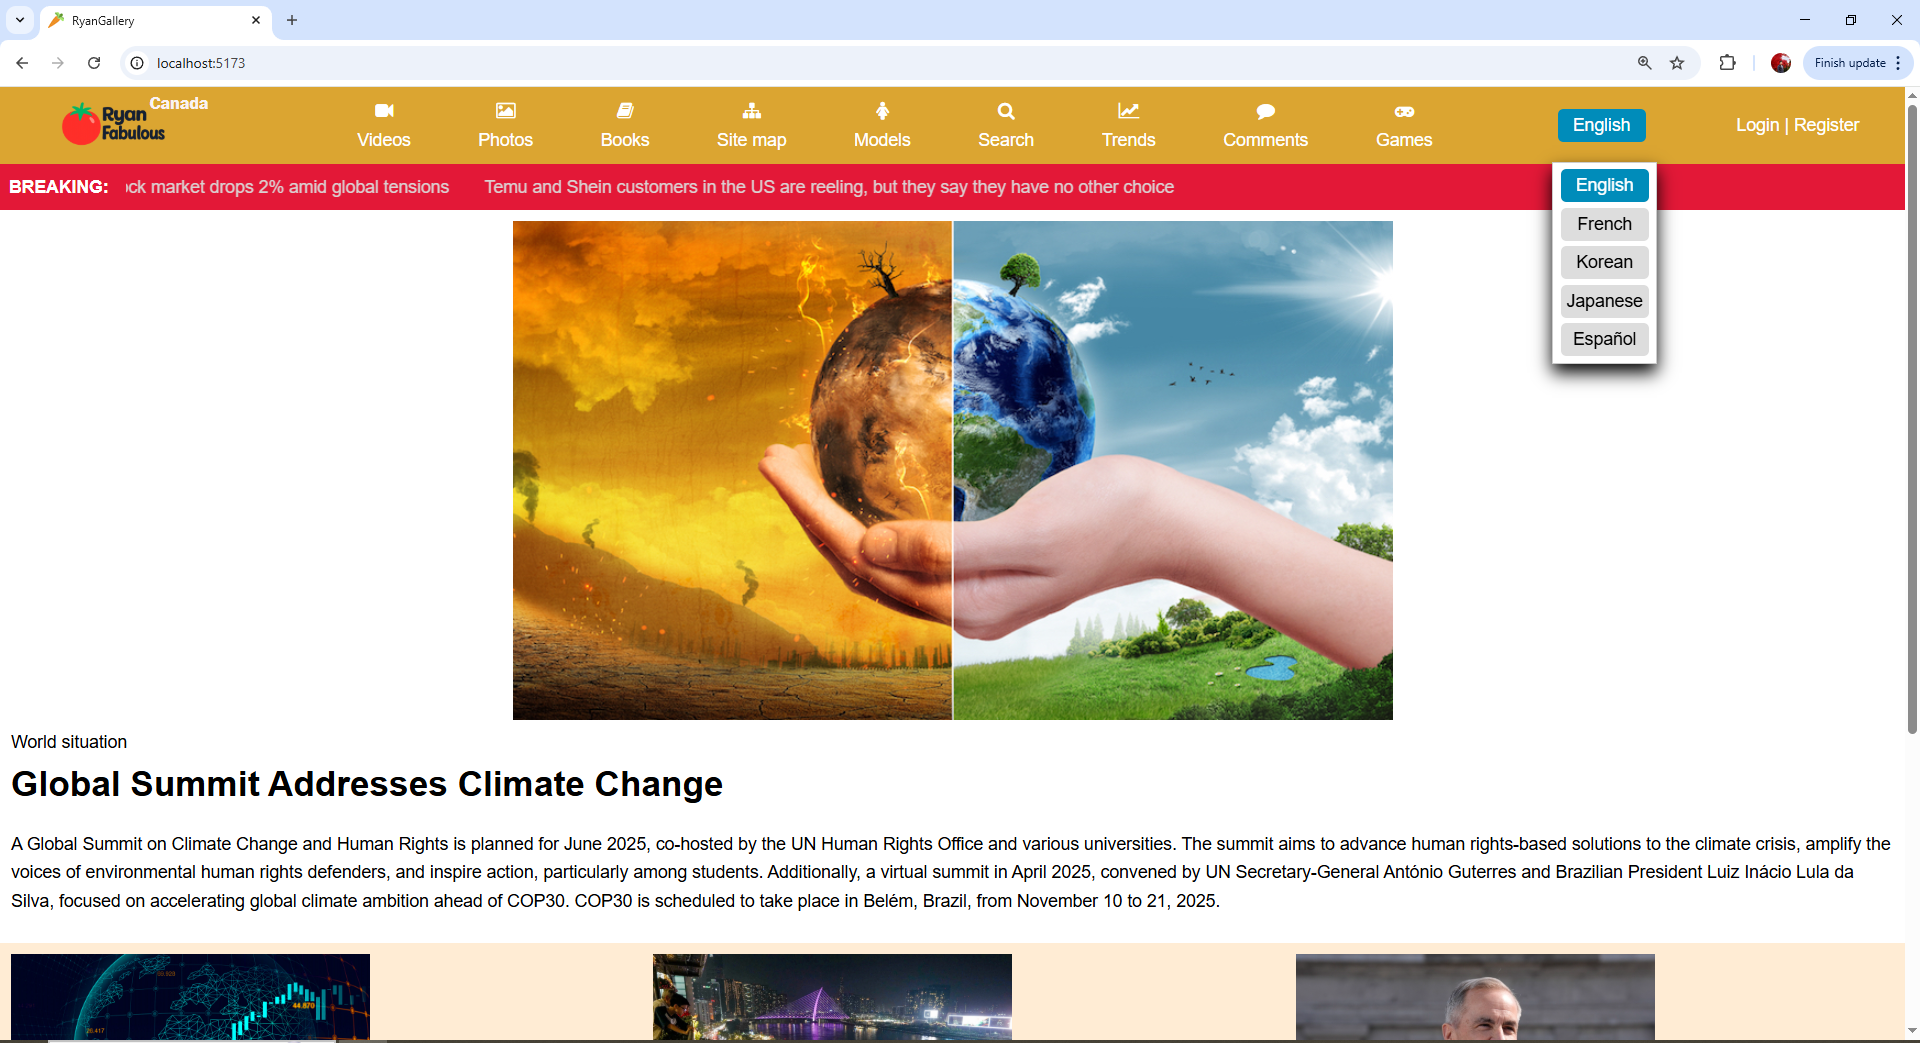 RyanGallery
localhost:5173
Finish update
Ryan Fabulous
Canada
Videos
Photos
Books
Site map
Models
Search
Trends
Comments
Games
English
Login | Register
BREAKING:
ock market drops 2% amid global tensions
Temu and Shein customers in the US are reeling, but they say they have no other choice
English
French
Korean
Japanese
Español
World situation
Global Summit Addresses Climate Change
A Global Summit on Climate Change and Human Rights is planned for June 2025, co-hosted by the UN Human Rights Office and various universities. The summit aims to advance human rights-based solutions to the climate crisis, amplify the
voices of environmental human rights defenders, and inspire action, particularly among students. Additionally, a virtual summit in April 2025, convened by UN Secretary-General António Guterres and Brazilian President Luiz Inácio Lula da
Silva, focused on accelerating global climate ambition ahead of COP30. COP30 is scheduled to take place in Belém, Brazil, from November 10 to 21, 2025.
44.870
26.417